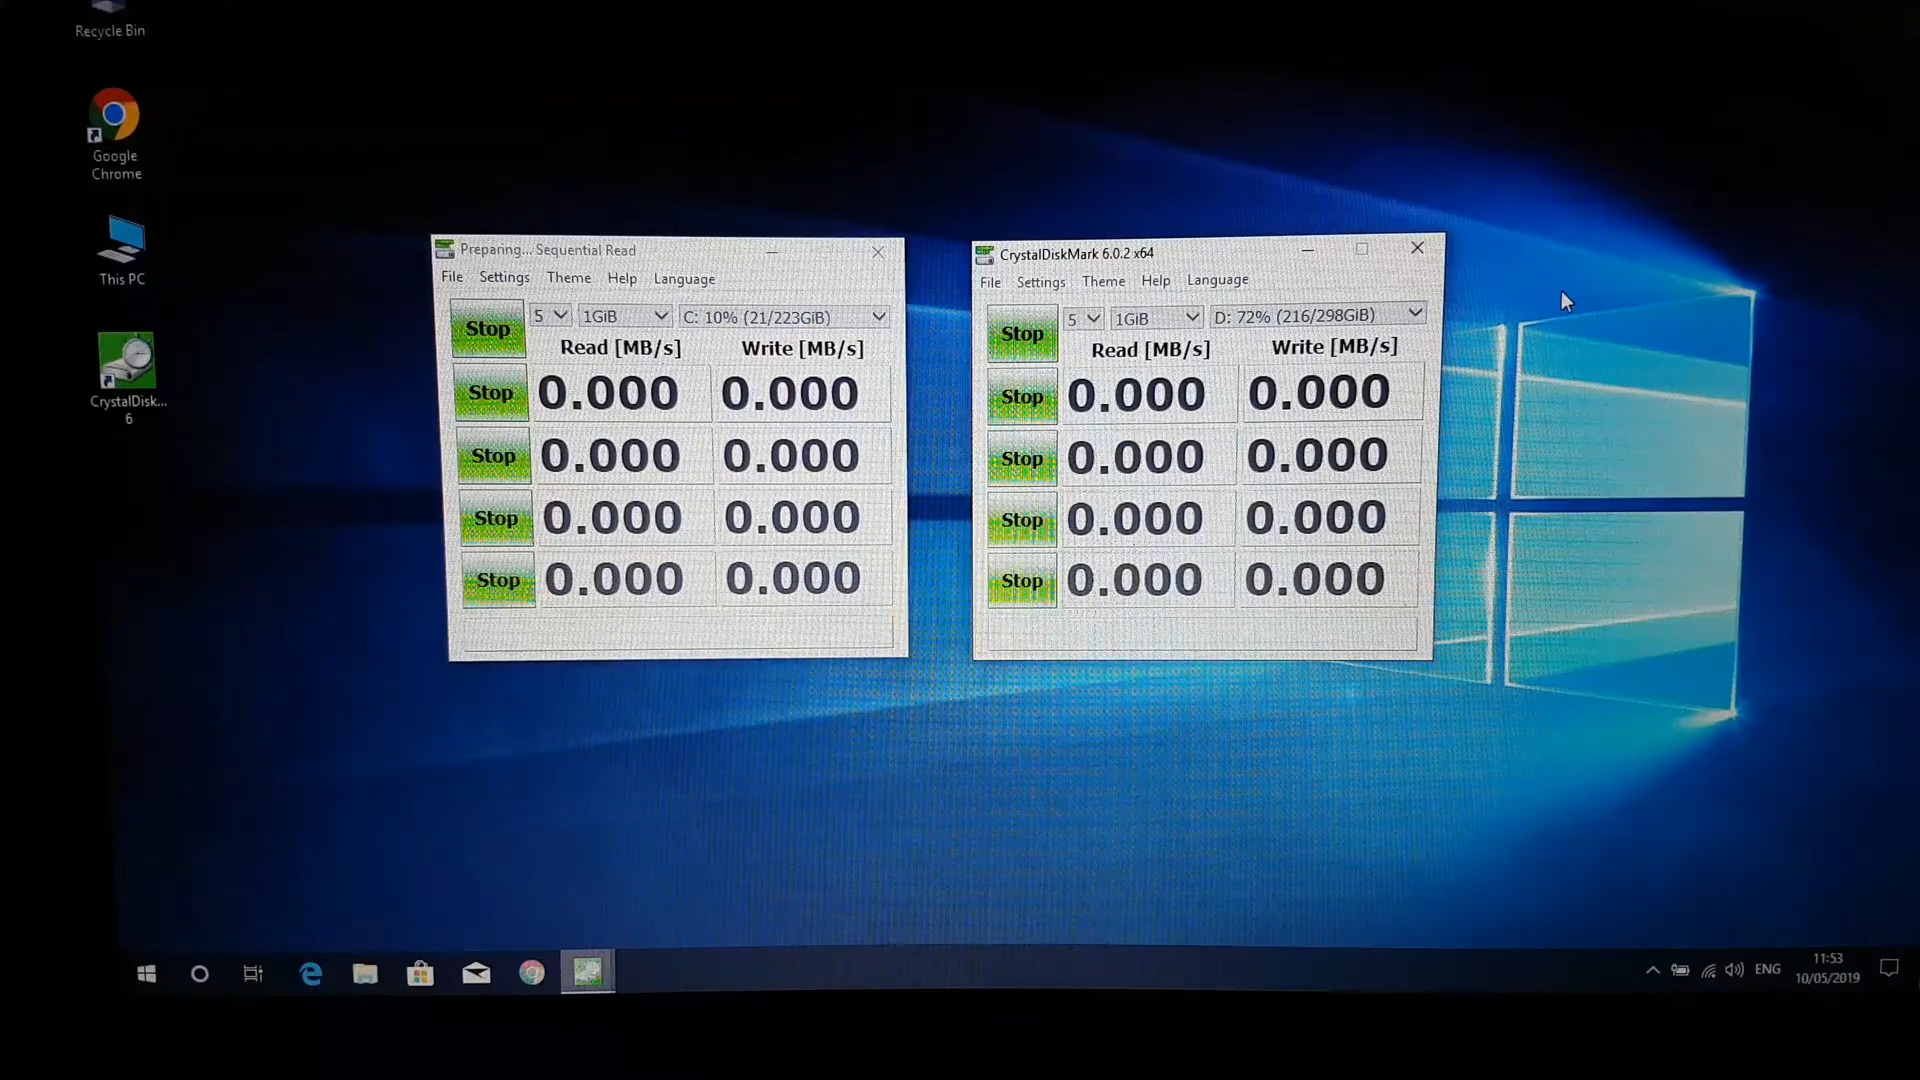 Recycle Bin
Google
Chrome
This PC
CrystalDisk...
6
Preparing... Sequential Read
File Settings Theme Help Language
Stop 5 1GiB C: 10% (21/223GiB)
Read [MB/s] Write [MB/s]
Stop 0.000 0.000
Stop 0.000 0.000
Stop 0.000 0.000
Stop 0.000 0.000
CrystalDiskMark 6.0.2 x64
File Settings Theme Help Language
Stop 5 1GiB D: 72% (216/298GiB)
Read [MB/s] Write [MB/s]
Stop 0.000 0.000
Stop 0.000 0.000
Stop 0.000 0.000
Stop 0.000 0.000
ENG
11:53
10/05/2019